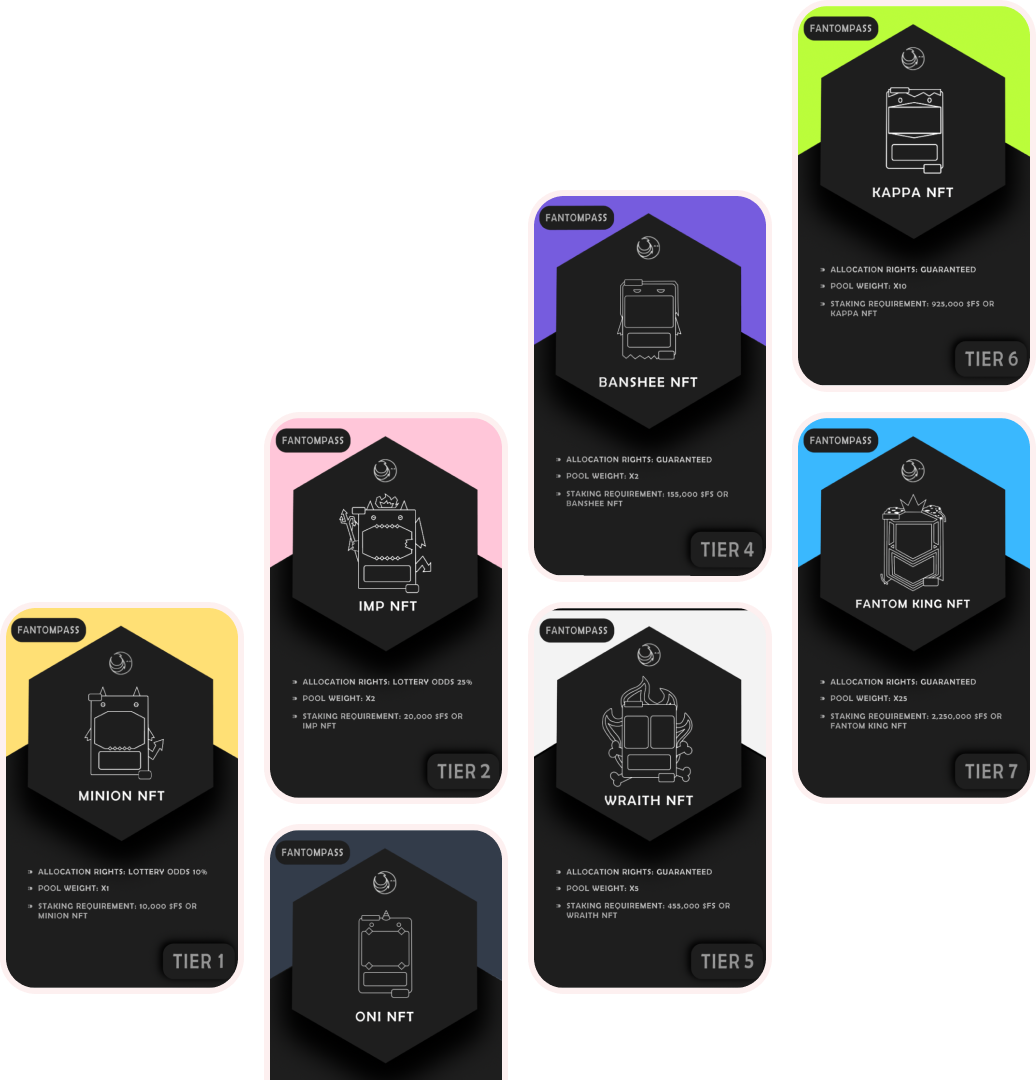 FANTOMPASS
MINION NFT
» ALLOCATION RIGHTS: LOTTERY ODDS 10%
» POOL WEIGHT: X1
» STAKING REQUIREMENT: 10,000 $FS OR
MINION NFT
TIER 1
FANTOMPASS
IMP NFT
» ALLOCATION RIGHTS: LOTTERY ODDS 25%
» POOL WEIGHT: X2
» STAKING REQUIREMENT: 20,000 $FS OR
IMP NFT
TIER 2
FANTOMPASS
ONI NFT
FANTOMPASS
BANSHEE NFT
» ALLOCATION RIGHTS: GUARANTEED
» POOL WEIGHT: X2
» STAKING REQUIREMENT: 155,000 $FS OR
BANSHEE NFT
TIER 4
FANTOMPASS
WRAITH NFT
» ALLOCATION RIGHTS: GUARANTEED
» POOL WEIGHT: X5
» STAKING REQUIREMENT: 455,000 $FS OR
WRAITH NFT
TIER 5
FANTOMPASS
KAPPA NFT
» ALLOCATION RIGHTS: GUARANTEED
» POOL WEIGHT: X10
» STAKING REQUIREMENT: 925,000 $FS OR
KAPPA NFT
TIER 6
FANTOMPASS
FANTOM KING NFT
» ALLOCATION RIGHTS: GUARANTEED
» POOL WEIGHT: X25
» STAKING REQUIREMENT: 2,250,000 $FS OR
FANTOM KING NFT
TIER 7